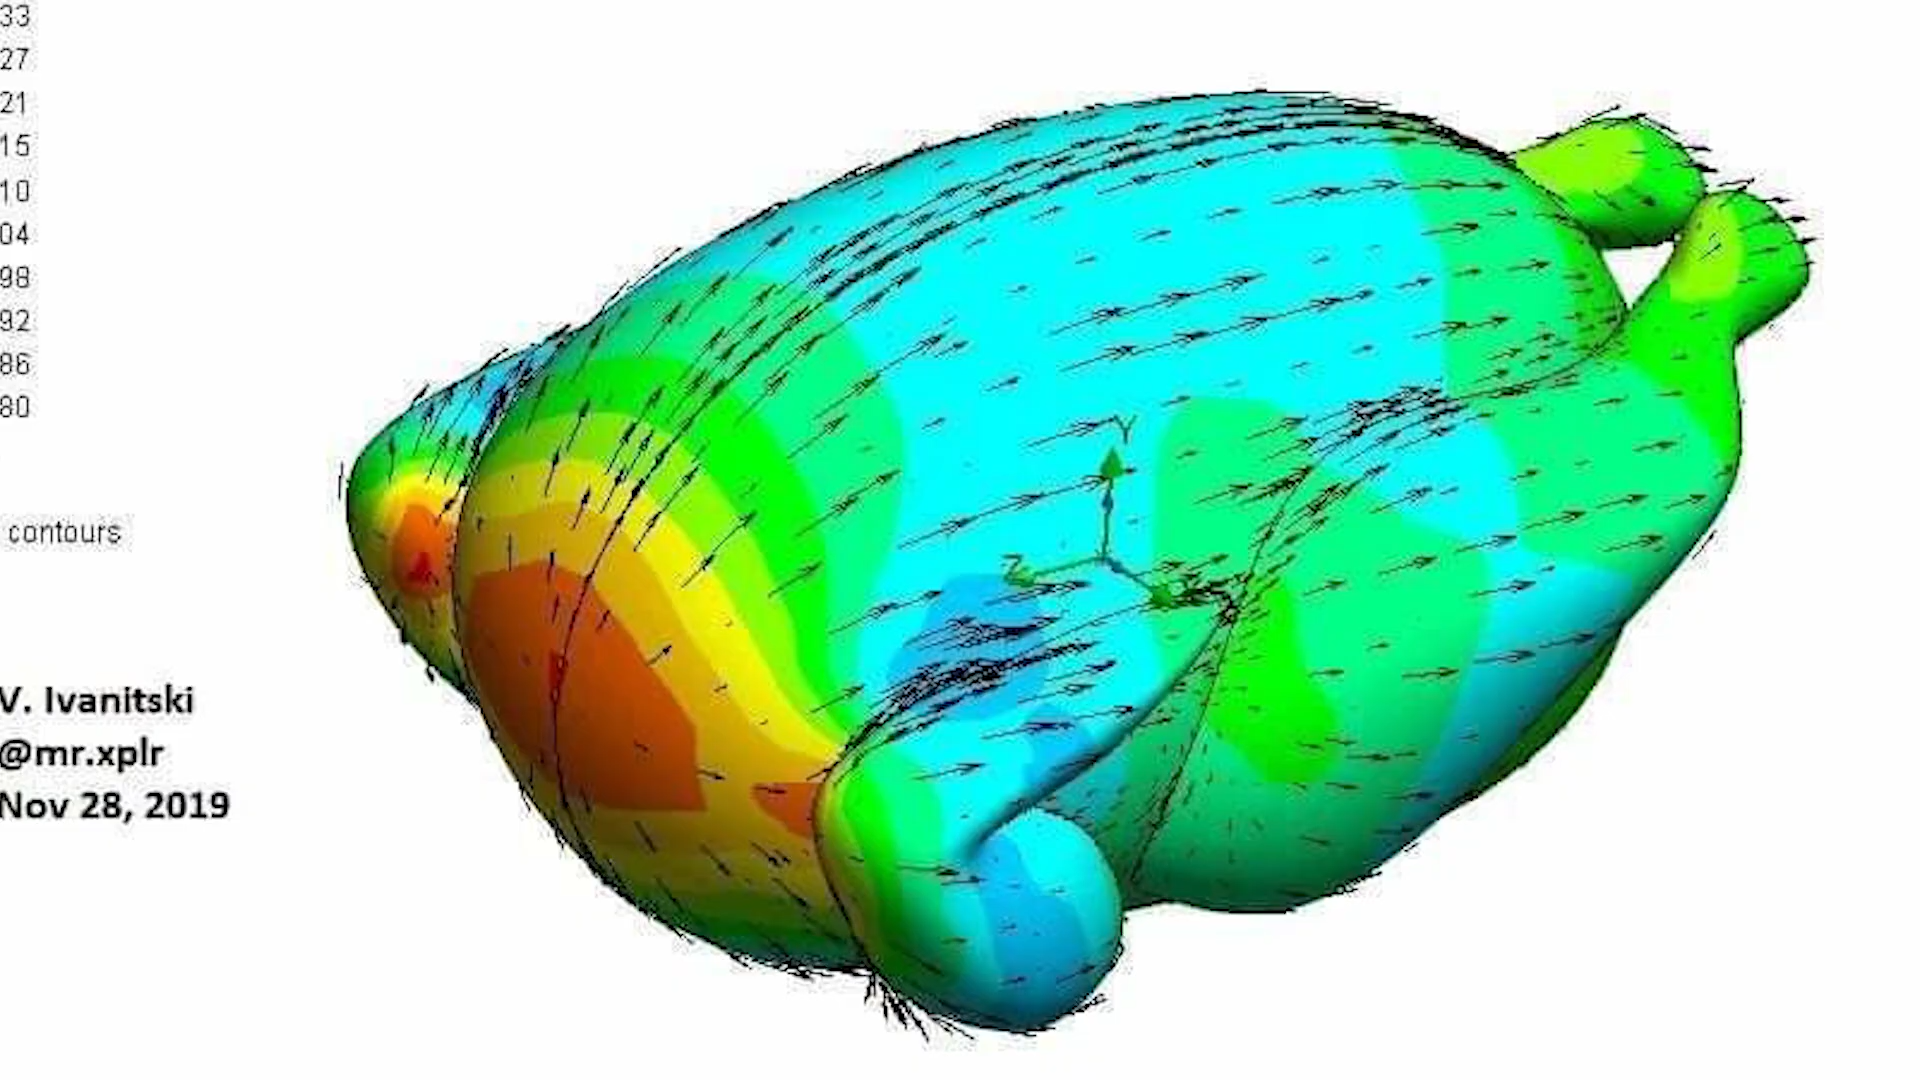 33
27
21
15
10
04
98
92
86
80
contours
Y
Z
V. Ivanitski
@mr.xplr
Nov 28, 2019